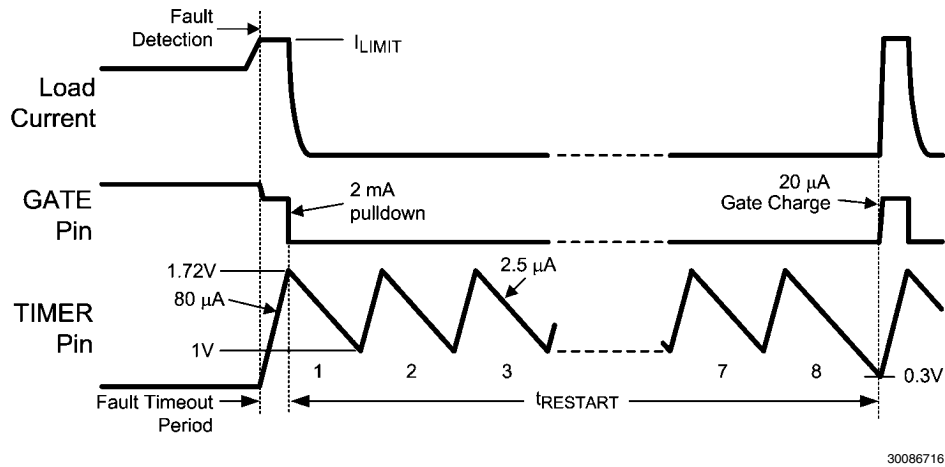 Fault
Detection
ILIMIT
Load
Current
GATE
Pin
2 mA
pulldown
20 µA
Gate Charge
1.72V
2.5 µA
80 µA
TIMER
Pin
1V
1
2
3
7
8
0.3V
Fault Timeout
Period
tRESTART
30086716